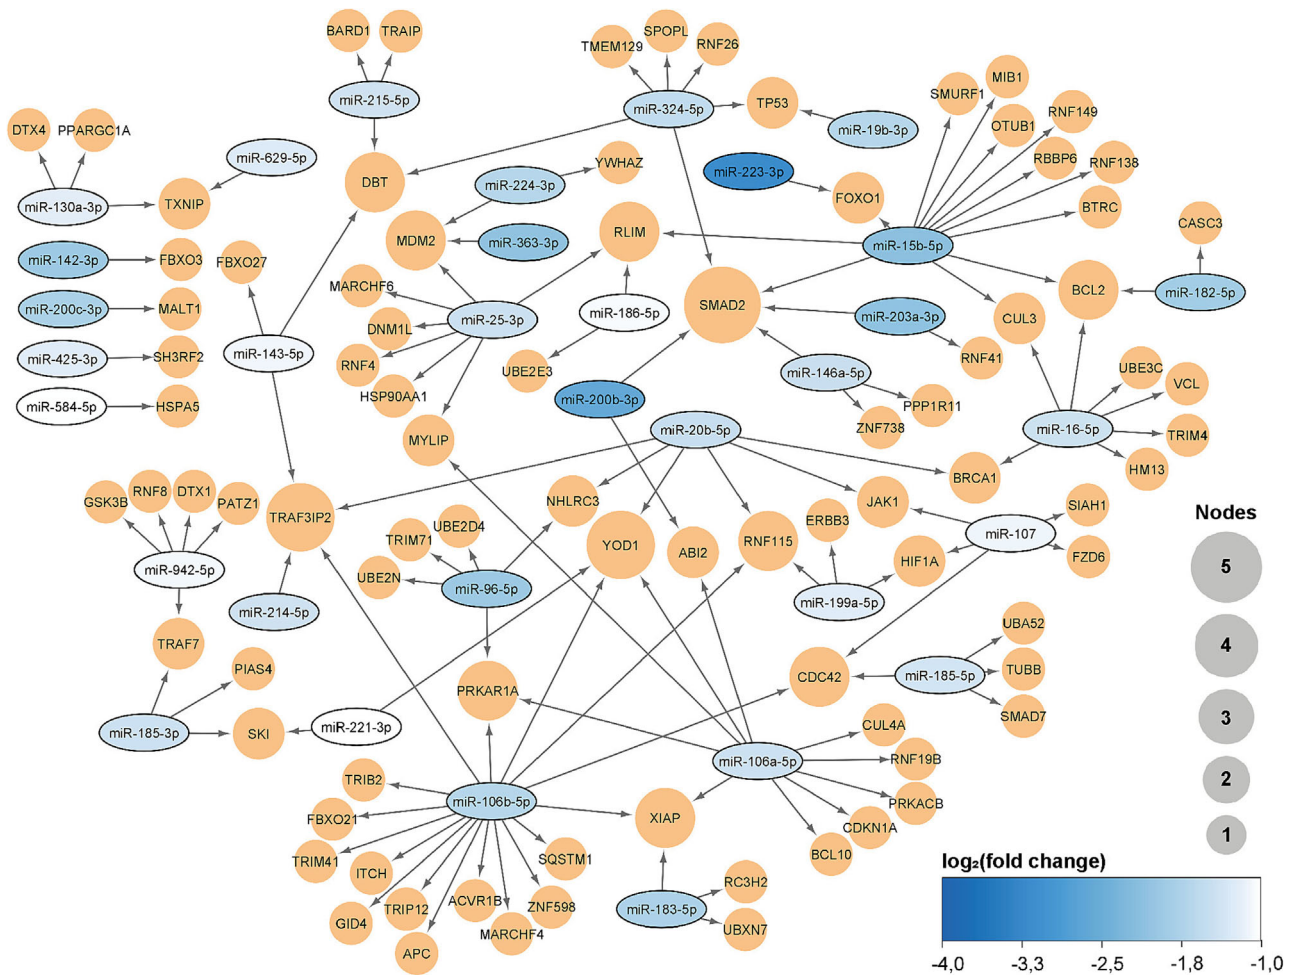 BARD1
TRAIP
TMEM129
SPOPL
RNF26
miR-215-5p
miR-324-5p
TP53
miR-19b-3p
SMURF1
MIB1
OTUB1
RNF149
RBBP6
RNF138
BTRC
DTX4
PPARGC1A
miR-629-5p
miR-130a-3p
TXNIP
DBT
miR-224-3p
YWHAZ
miR-223-3p
FOXO1
CASC3
miR-142-3p
FBXO3
FBXO27
MDM2
miR-363-3p
RLIM
miR-15b-5p
miR-200c-3p
MALT1
MARCHF6
DNM1L
miR-25-3p
miR-186-5p
SMAD2
miR-203a-3p
CUL3
BCL2
miR-182-5p
miR-425-3p
SH3RF2
miR-143-5p
RNF4
HSP90AA1
UBE2E3
miR-146a-5p
RNF41
UBE3C
VCL
miR-584-5p
HSPA5
miR-200b-3p
PPP1R11
ZNF738
MYLIP
miR-20b-5p
miR-16-5p
TRIM4
HM13
BRCA1
GSK3B
RNF8
DTX1
PATZ1
TRAF3IP2
NHLRC3
JAK1
SIAH1
TRIM71
UBE2D4
YOD1
ABI2
RNF115
ERBB3
miR-107
HIF1A
FZD6
miR-942-5p
UBE2N
miR-96-5p
miR-199a-5p
miR-214-5p
TRAF7
PIAS4
UBA52
PRKAR1A
CDC42
miR-185-5p
TUBB
SMAD7
miR-185-3p
SKI
miR-221-3p
CUL4A
miR-106a-5p
RNF19B
TRIB2
miR-106b-5p
PRKACB
FBXO21
XIAP
CDKN1A
TRIM41
ITCH
SQSTM1
BCL10
GID4
TRIP12
ACVR1B
ZNF598
MARCHF4
APC
RC3H2
miR-183-5p
UBXN7
Nodes
5
4
3
2
1
log₂(fold change)
-4,0
-3,3
-2,5
-1,8
-1,0